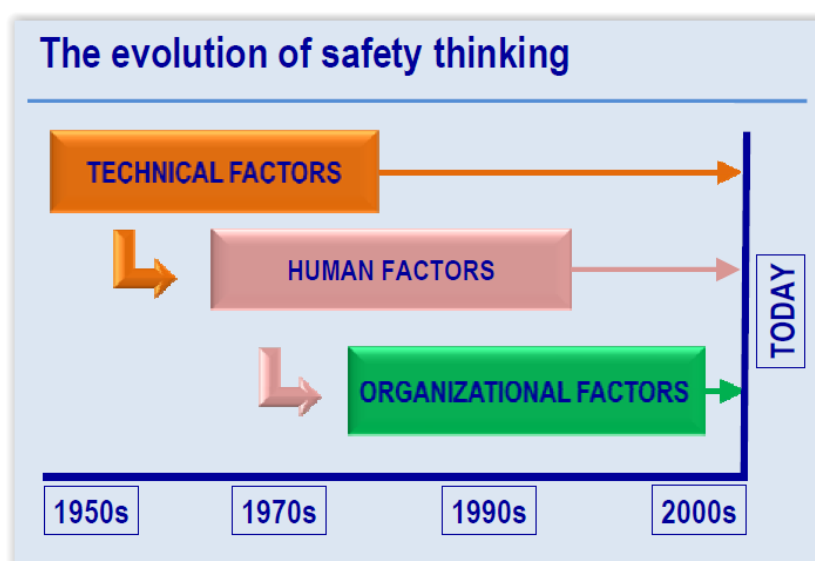 The evolution of safety thinking
TECHNICAL FACTORS
HUMAN FACTORS
ORGANIZATIONAL FACTORS
TODAY
1950s
1970s
1990s
2000s